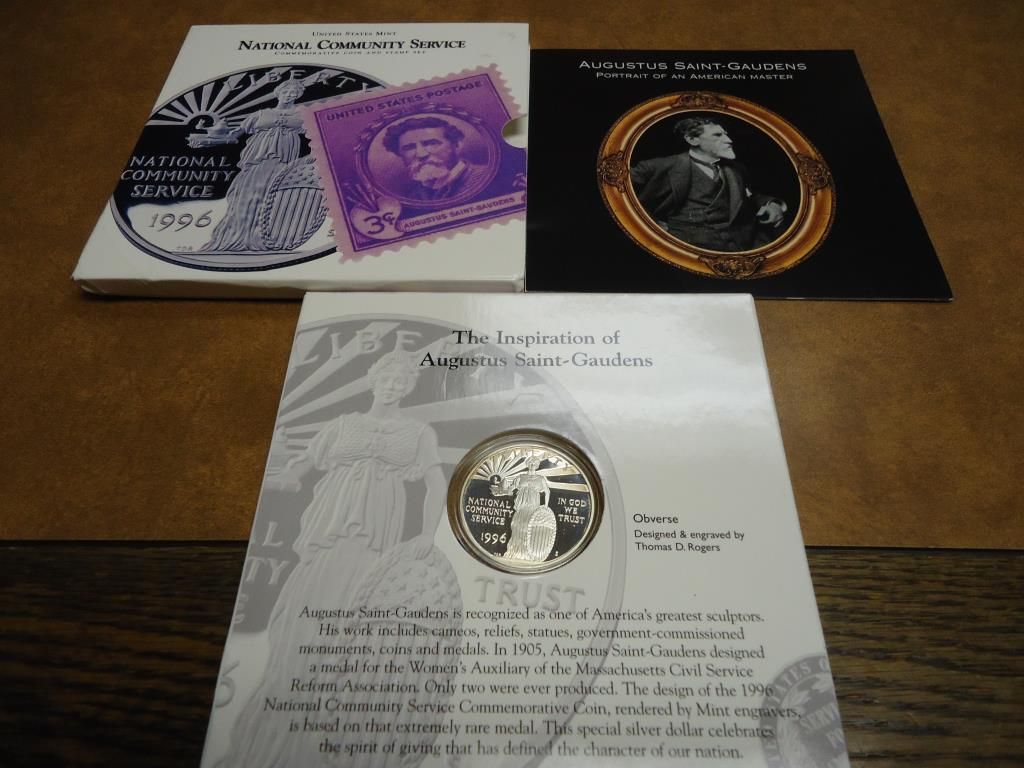 UNITED STATES MINT
NATIONAL COMMUNITY SERVICE
COMMEMORATIVE COIN AND STAMP SET
LIBERTY
NATIONAL
COMMUNITY
SERVICE
1996
TDR
S
UNITED STATES POSTAGE
3¢
AUGUSTUS SAINT-GAUDENS
AUGUSTUS SAINT-GAUDENS
PORTRAIT OF AN AMERICAN MASTER
LIBERTY
The Inspiration of
Augustus Saint-Gaudens
LIBERTY
NATIONAL
COMMUNITY
SERVICE
IN GOD
WE
TRUST
1996
Obverse
Designed & engraved by
Thomas D. Rogers
TRUST
Augustus Saint-Gaudens is recognized as one of America's greatest sculptors.
His work includes cameos, reliefs, statues, government-commissioned
monuments, coins and medals. In 1905, Augustus Saint-Gaudens designed
a medal for the Women's Auxiliary of the Massachusetts Civil Service
Reform Association. Only two were ever produced. The design of the 1996
National Community Service Commemorative Coin, rendered by Mint engravers,
is based on that extremely rare medal. This special silver dollar celebrates
the spirit of giving that has defined the character of our nation.